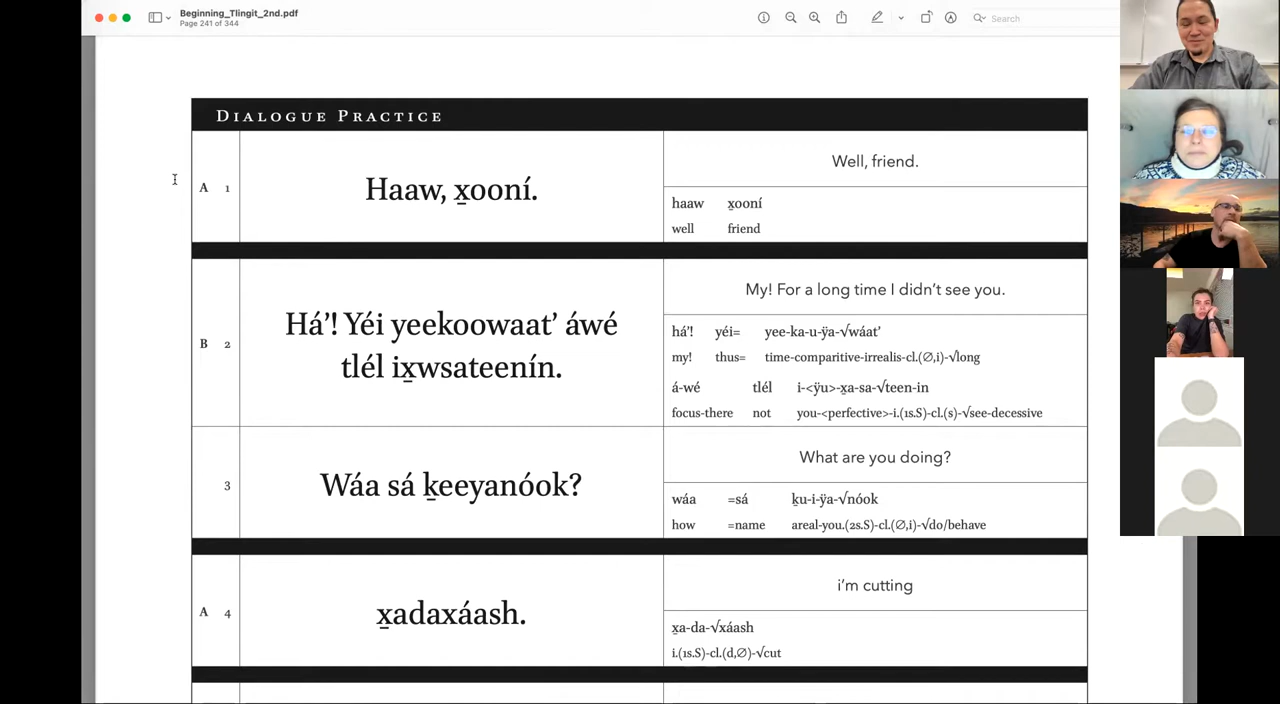 Beginning_Tlingit_2nd.pdf
Page 241 of 344
Search
DIALOGUE PRACTICE
A 1
Haaw, x̱ooní.
Well, friend.
haaw x̱ooní
well friend
B 2
Há’! Yéi yeekoowaat’ áwé
tlél ix̱wsateenín.
My! For a long time I didn’t see you.
há’! yéi= yee-ka-u-ÿa-√wáat’
my! thus= time-comparitive-irrealis-cl.(∅,i)-√long
á-wé tlél i-<ÿu>-x̱a-sa-√teen-in
focus-there not you-<perfective>-i.(1s.S)-cl.(s)-√see-decessive
3
Wáa sá ḵeeyanóok?
What are you doing?
wáa =sá ḵu-i-ÿa-√nóok
how =name areal-you.(2s.S)-cl.(∅,i)-√do/behave
A 4
x̱adaxáash.
i’m cutting
x̱a-da-√xáash
i.(1s.S)-cl.(d,∅)-√cut